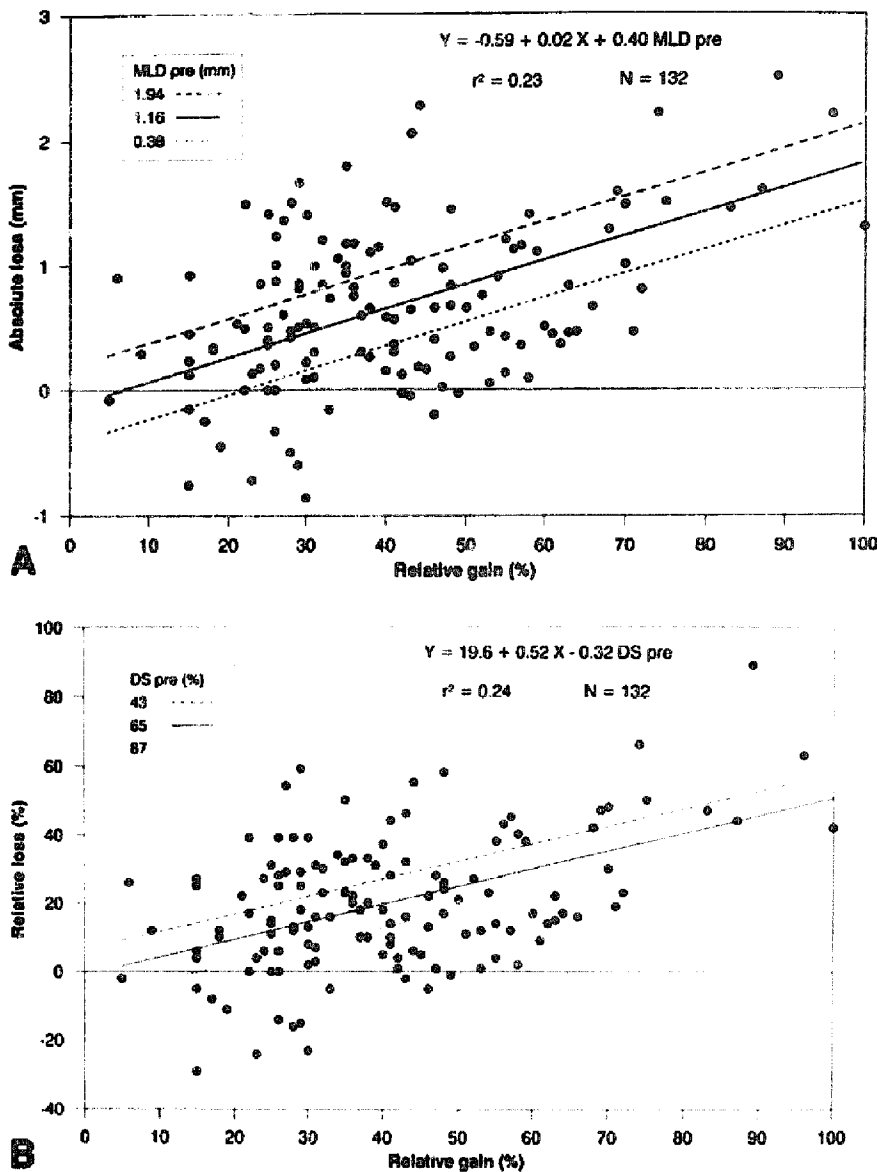 Y = -0.59 + 0.02 X + 0.40 MLD pre
r² = 0.23 N = 132
MLD pre (mm)
1.94
1.16
0.38
Absolute loss (mm)
3
2
1
0
-1
0 10 20 30 40 50 60 70 80 90 100
Relative gain (%)
A
Y = 19.6 + 0.52 X - 0.32 DS pre
r² = 0.24 N = 132
DS pre (%)
43
65
87
Relative loss (%)
100
80
60
40
20
0
-20
-40
0 10 20 30 40 50 60 70 80 90 100
Relative gain (%)
B